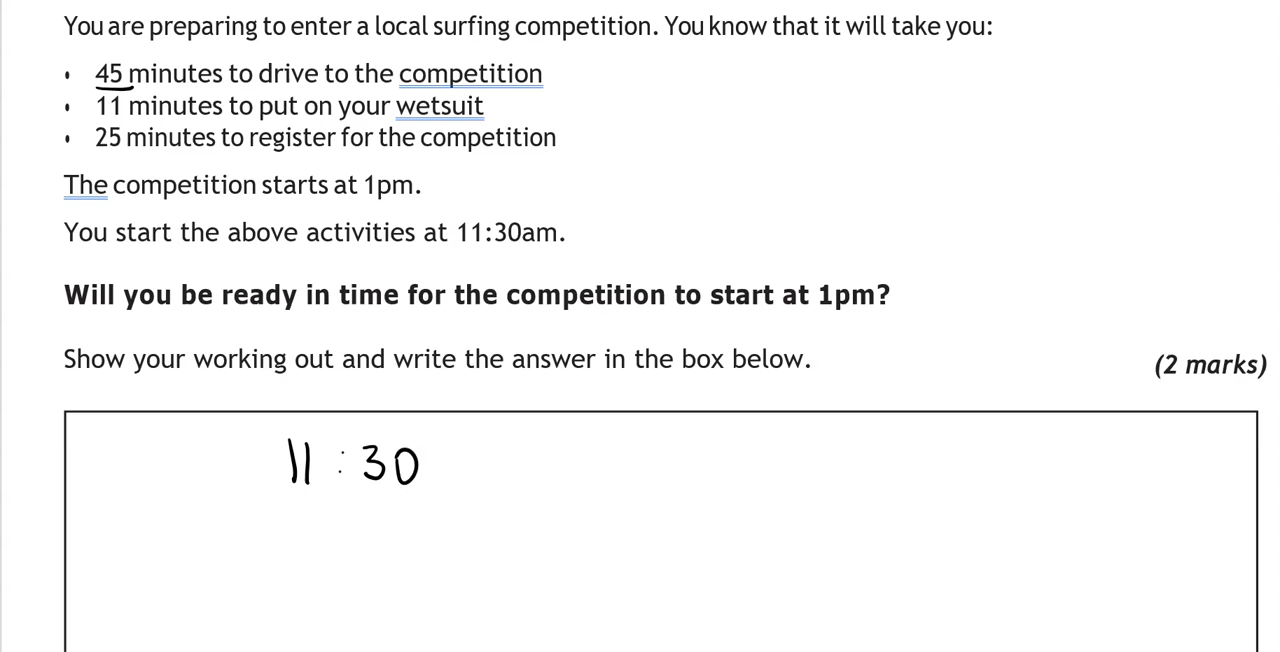 You are preparing to enter a local surfing competition. You know that it will take you:
• 45 minutes to drive to the competition
• 11 minutes to put on your wetsuit
• 25 minutes to register for the competition
The competition starts at 1pm.
You start the above activities at 11:30am.
Will you be ready in time for the competition to start at 1pm?
Show your working out and write the answer in the box below.
(2 marks)
11 : 30